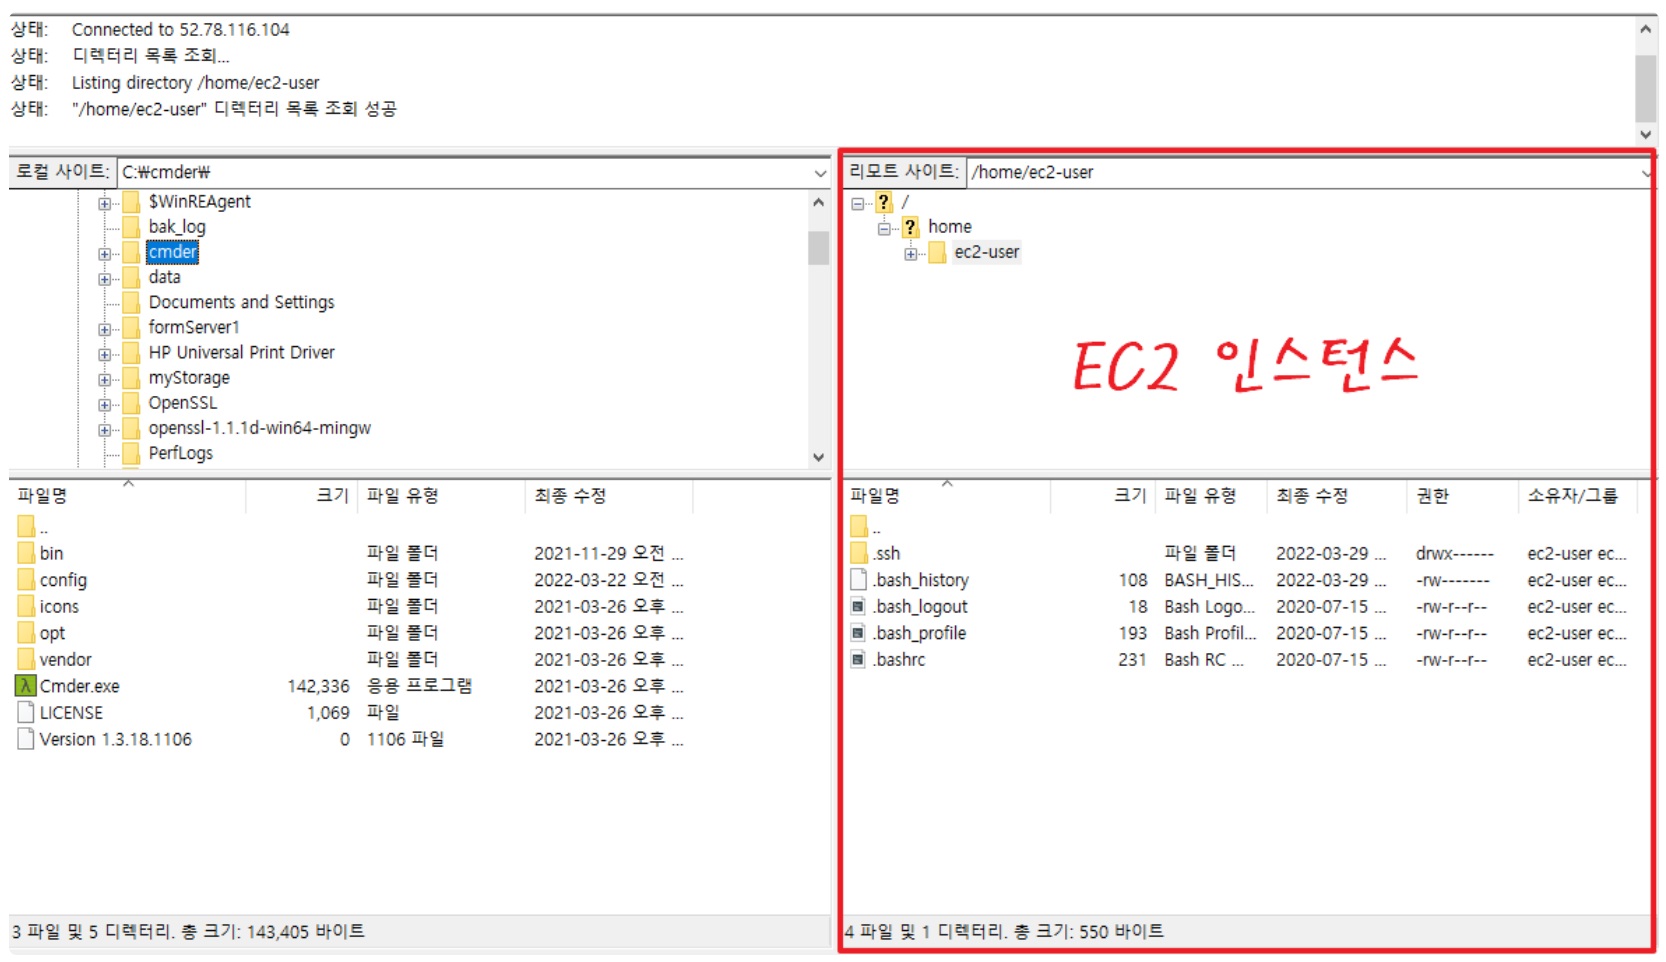 상태: Connected to 52.78.116.104
상태: 디렉터리 목록 조회...
상태: Listing directory /home/ec2-user
상태: "/home/ec2-user" 디렉터리 목록 조회 성공
로컬 사이트: C:₩cmder₩
$WinREAgent
bak_log
cmder
data
Documents and Settings
formServer1
HP Universal Print Driver
myStorage
OpenSSL
openssl-1.1.1d-win64-mingw
PerfLogs
리모트 사이트: /home/ec2-user
/
home
ec2-user
EC2 인스턴스
파일명 크기 파일 유형 최종 수정
..
bin 파일 폴더 2021-11-29 오전 ...
config 파일 폴더 2022-03-22 오전 ...
icons 파일 폴더 2021-03-26 오후 ...
opt 파일 폴더 2021-03-26 오후 ...
vendor 파일 폴더 2021-03-26 오후 ...
Cmder.exe 142,336 응용 프로그램 2021-03-26 오후 ...
LICENSE 1,069 파일 2021-03-26 오후 ...
Version 1.3.18.1106 0 1106 파일 2021-03-26 오후 ...
3 파일 및 5 디렉터리. 총 크기: 143,405 바이트
파일명 크기 파일 유형 최종 수정 권한 소유자/그룹
..
.ssh 파일 폴더 2022-03-29 ... drwx------ ec2-user ec...
.bash_history 108 BASH_HIS... 2022-03-29 ... -rw------- ec2-user ec...
.bash_logout 18 Bash Logo... 2020-07-15 ... -rw-r--r-- ec2-user ec...
.bash_profile 193 Bash Profil... 2020-07-15 ... -rw-r--r-- ec2-user ec...
.bashrc 231 Bash RC ... 2020-07-15 ... -rw-r--r-- ec2-user ec...
4 파일 및 1 디렉터리. 총 크기: 550 바이트